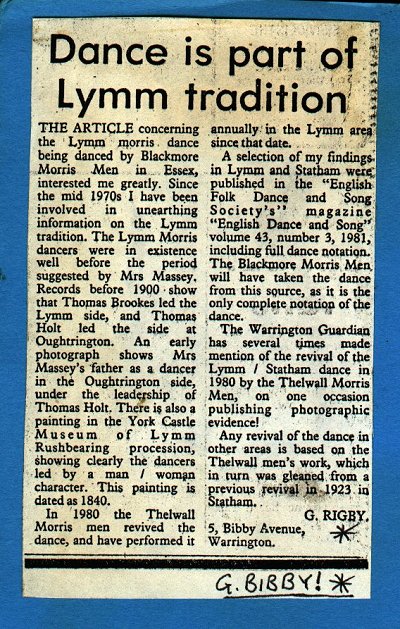 Dance is part of
Lymm tradition
THE ARTICLE concerning
the Lymm morris dance
being danced by Blackmore
Morris Men in Essex,
interested me greatly. Since
the mid 1970s I have been
involved in unearthing
information on the Lymm
tradition. The Lymm Morris
dancers were in existence
well before the period
suggested by Mrs Massey.
Records before 1900 show
that Thomas Brookes led the
Lymm side, and Thomas
Holt led the side at
Oughtrington. An early
photograph shows Mrs
Massey's father as a dancer
in the Oughtrington side,
under the leadership of
Thomas Holt. There is also a
painting in the York Castle
Museum of Lymm
Rushbearing procession,
showing clearly the dancers
led by a man / woman
character. This painting is
dated as 1840.
In 1980 the Thelwall
Morris men revived the
dance, and have performed it
annually in the Lymm area
since that date.
A selection of my findings
in Lymm and Statham were
published in the "English
Folk Dance and Song
Society's" magazine
"English Dance and Song"
volume 43, number 3, 1981,
including full dance notation.
The Blackmore Morris Men
will have taken the dance
from this source, as it is the
only complete notation of the
dance.
The Warrington Guardian
has several times made
mention of the revival of the
Lymm / Statham dance in
1980 by the Thelwall Morris
Men, on one occasion
publishing photographic
evidence!
Any revival of the dance in
other areas is based on the
Thelwall men's work, which
in turn was gleaned from a
previous revival in 1923 in
Statham.
G. RIGBY.
5, Bibby Avenue, *
Warrington.
G. BIBBY! *